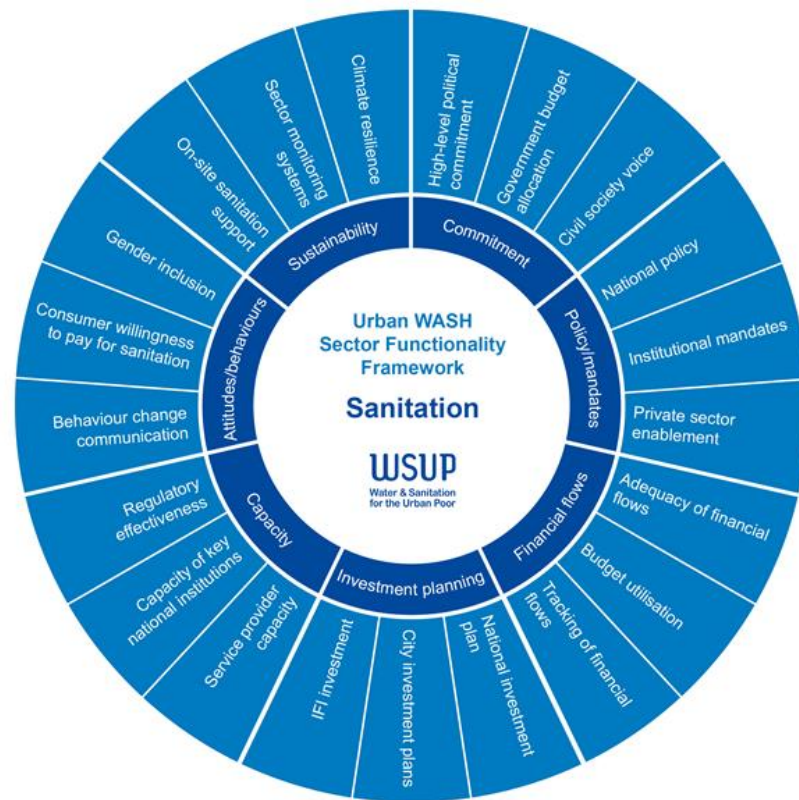 Urban WASH
Sector Functionality
Framework
Sanitation
WSUP
Water & Sanitation
for the Urban Poor
Commitment
High-level political
commitment
Government budget
allocation
Civil society voice
Policy/mandates
National policy
Institutional mandates
Private sector
enablement
Financial flows
Adequacy of financial
flows
Budget utilisation
Tracking of financial
flows
Investment planning
National investment
plan
City investment plans
IFI investment
Capacity
Service provider
capacity
Capacity of key
national institutions
Regulatory
effectiveness
Attitudes/behaviours
Behaviour change
communication
Consumer willingness
to pay for sanitation
Gender inclusion
Sustainability
On-site sanitation
support
Sector monitoring
systems
Climate resilience